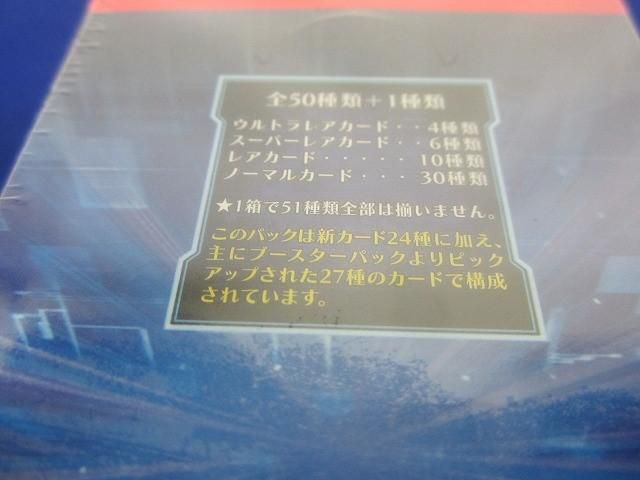 全50種類＋1種類
ウルトラレアカード・・4種類
スーパーレアカード・・6種類
レアカード・・・・・10種類
ノーマルカード・・・30種類
★1箱で51種類全部は揃いません。
このパックは新カード24種に加え、
主にブースターパックよりピック
アップされた27種のカードで構成
されています。